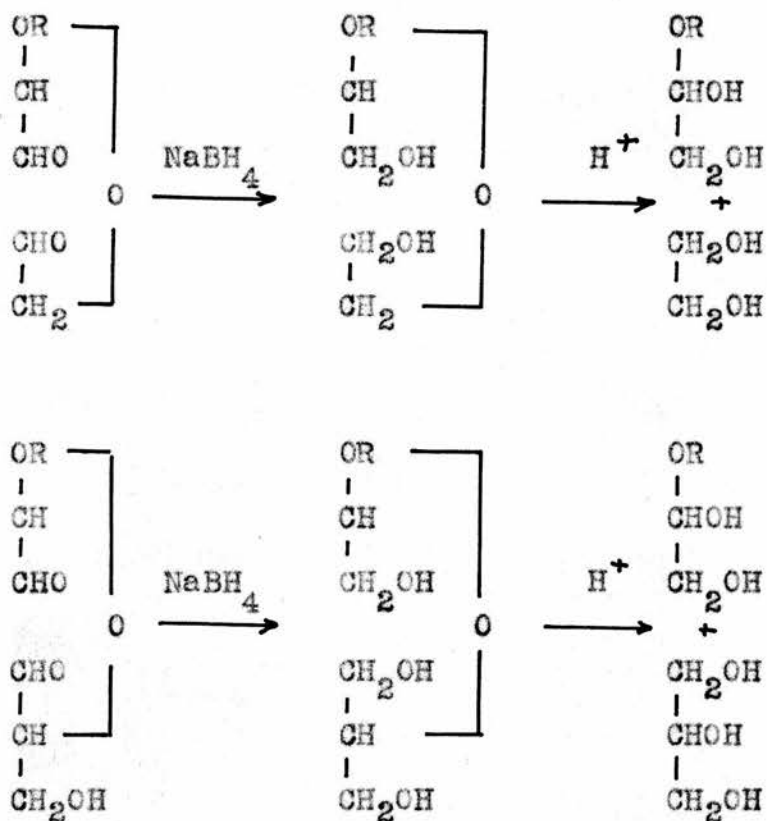 OR OR OR
CH CH CHOH
CHO NaBH4 CH2OH H+ CH2OH
O O +
CHO CH2OH CH2OH
CH2 CH2 CH2OH
OR OR OR
CH CH CHOH
CHO NaBH4 CH2OH H+ CH2OH
O O +
CHO CH2OH CH2OH
CH CH CHOH
CH2OH CH2OH CH2OH